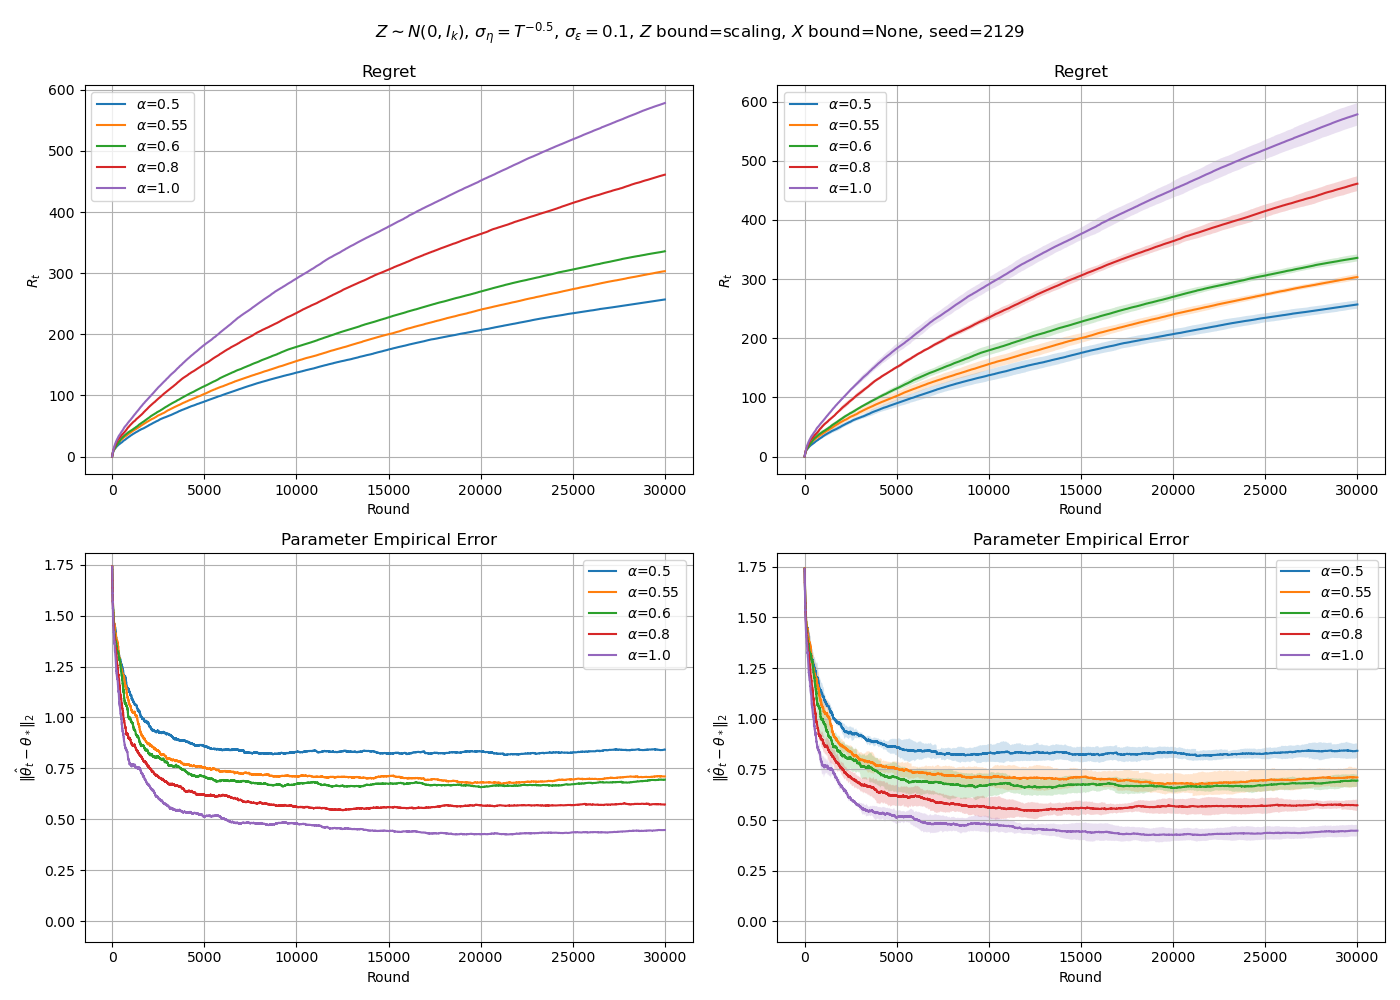 Z ∼ N(0, I_k), σ_η = T^{−0.5}, σ_ε = 0.1, Z bound=scaling, X bound=None, seed=2129
Regret
R_t
600
500
400
300
200
100
0
α=0.5
α=0.55
α=0.6
α=0.8
α=1.0
0 5000 10000 15000 20000 25000 30000
Round
Regret
R_t
600
500
400
300
200
100
0
α=0.5
α=0.55
α=0.6
α=0.8
α=1.0
0 5000 10000 15000 20000 25000 30000
Round
Parameter Empirical Error
‖θ̂_t − θ_*‖_2
1.75
1.50
1.25
1.00
0.75
0.50
0.25
0.00
α=0.5
α=0.55
α=0.6
α=0.8
α=1.0
0 5000 10000 15000 20000 25000 30000
Round
Parameter Empirical Error
‖θ̂_t − θ_*‖_2
1.75
1.50
1.25
1.00
0.75
0.50
0.25
0.00
α=0.5
α=0.55
α=0.6
α=0.8
α=1.0
0 5000 10000 15000 20000 25000 30000
Round